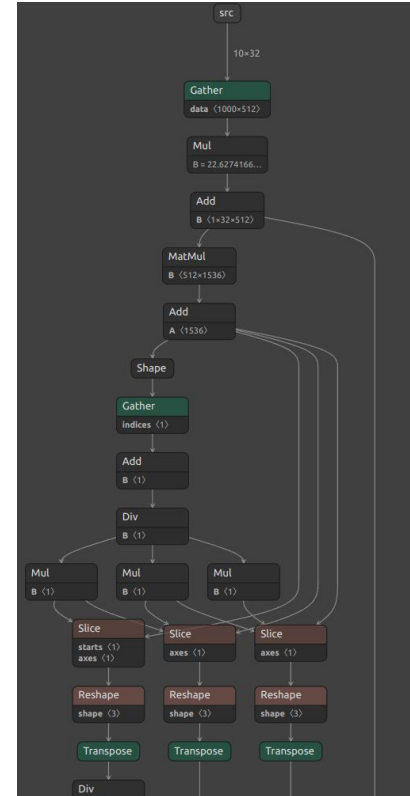 src
10×32
Gather
data ⟨1000×512⟩
Mul
B = 22.6274166...
Add
B ⟨1×32×512⟩
MatMul
B ⟨512×1536⟩
Add
A ⟨1536⟩
Shape
Gather
indices ⟨1⟩
Add
B ⟨1⟩
Div
B ⟨1⟩
Mul
B ⟨1⟩
Mul
B ⟨1⟩
Mul
B ⟨1⟩
Slice
starts ⟨1⟩
axes ⟨1⟩
Slice
axes ⟨1⟩
Slice
axes ⟨1⟩
Reshape
shape ⟨3⟩
Reshape
shape ⟨3⟩
Reshape
shape ⟨3⟩
Transpose
Transpose
Transpose
Div